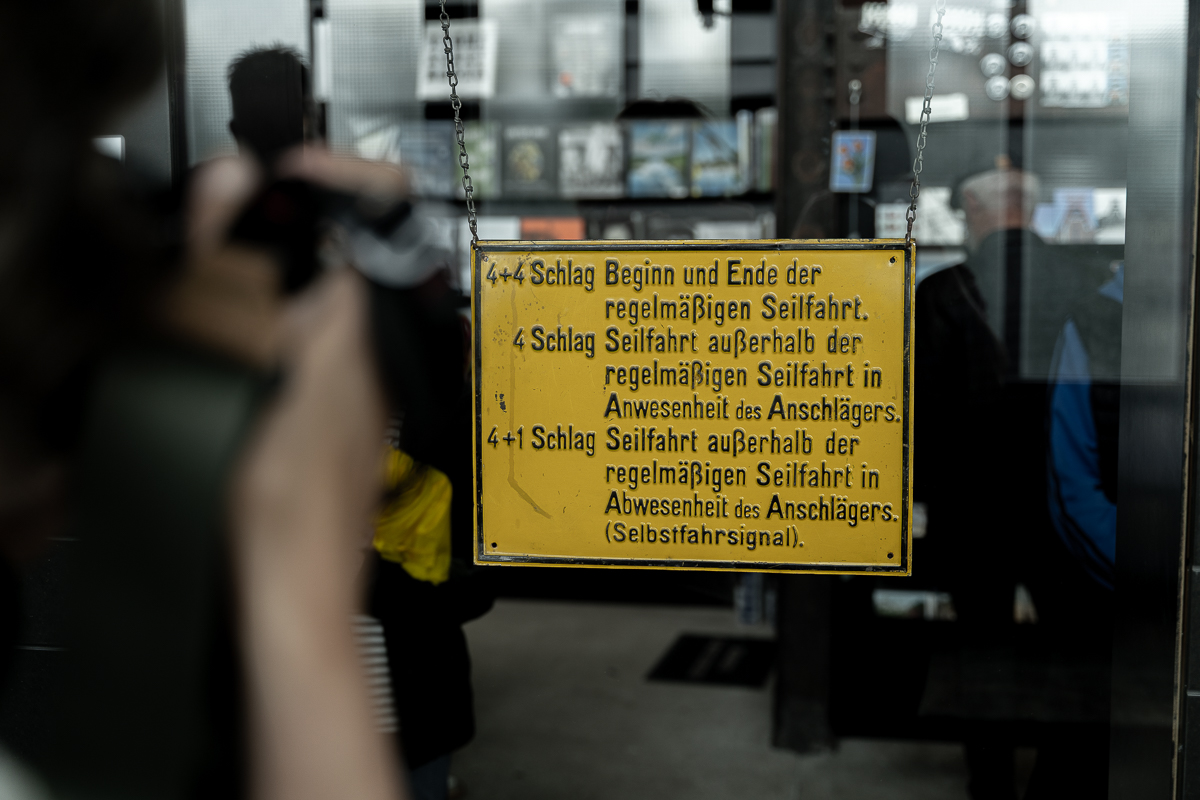 4+4 Schlag Beginn und Ende der
regelmäßigen Seilfahrt.
4 Schlag Seilfahrt außerhalb der
regelmäßigen Seilfahrt in
Anwesenheit des Anschlägers.
4+1 Schlag Seilfahrt außerhalb der
regelmäßigen Seilfahrt in
Abwesenheit des Anschlägers.
(Selbstfahrsignal).